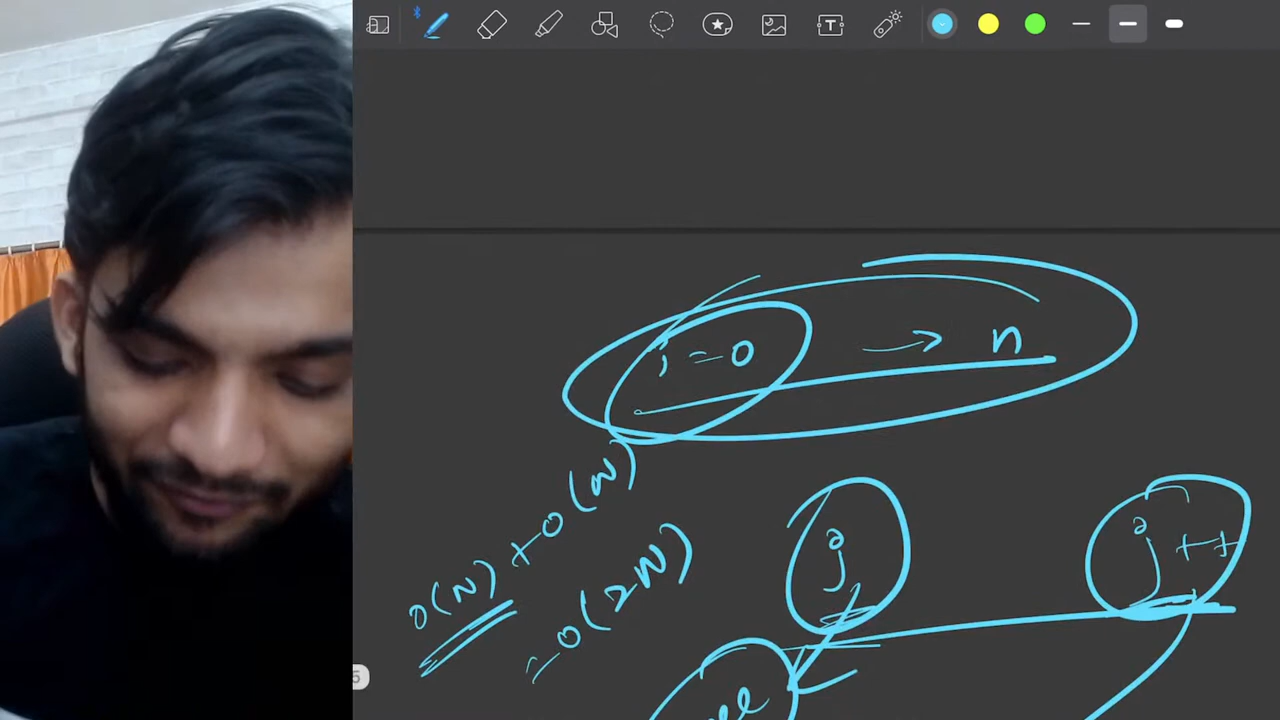 i = 0 → n
O(N) + O(N)
= O(2N)
j
j++